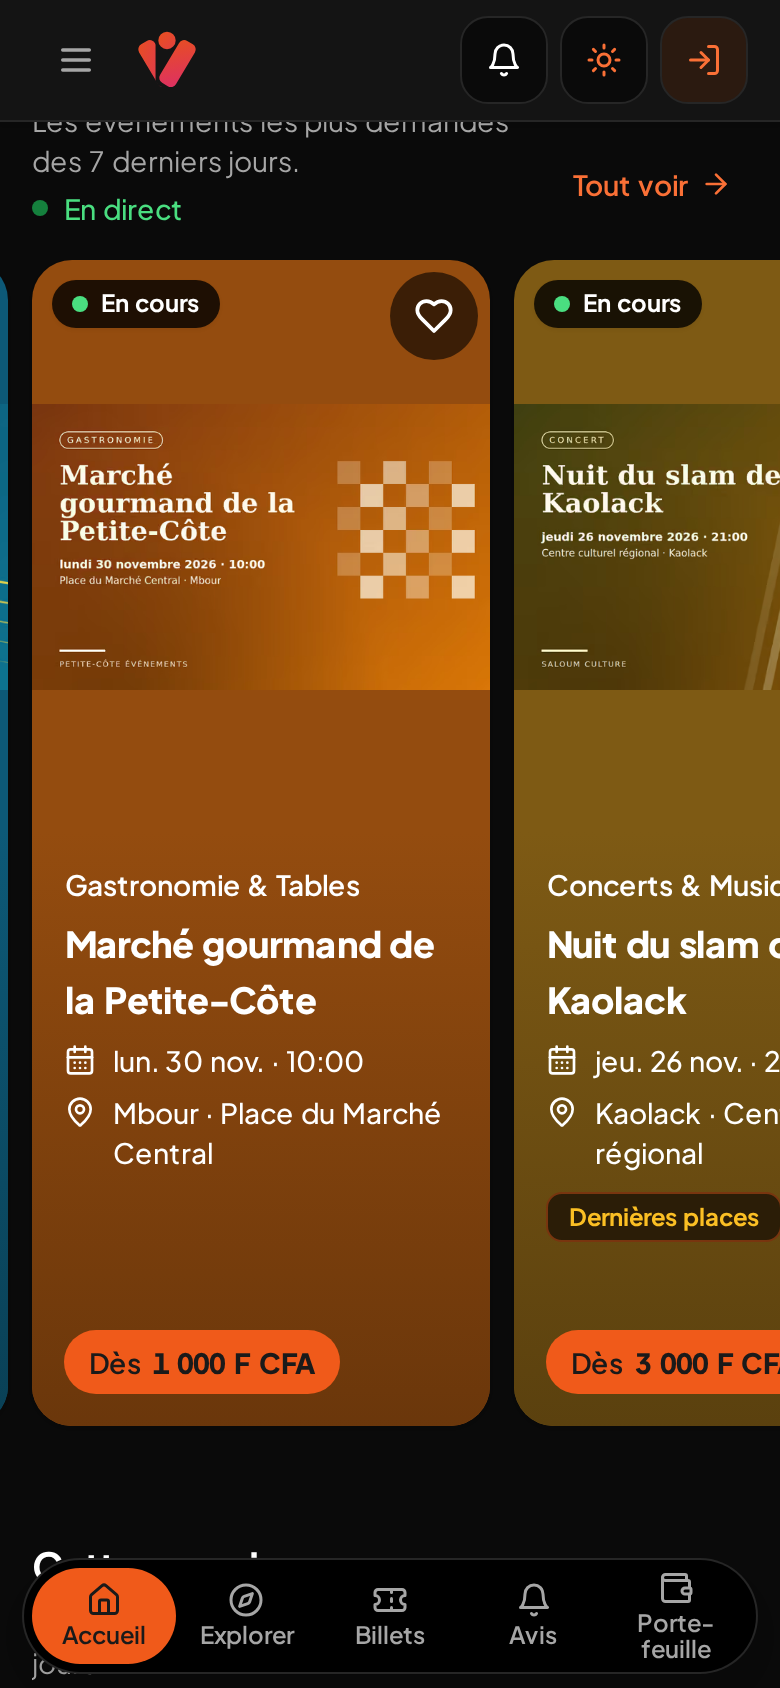 Les événements les plus demandés
des 7 derniers jours.
En direct
Tout voir
En cours
GASTRONOMIE
Marché
gourmand de la
Petite-Côte
lundi 30 novembre 2026 · 10:00
Place du Marché Central · Mbour
PETITE-CÔTE ÉVÉNEMENTS
Gastronomie & Tables
Marché gourmand de
la Petite-Côte
lun. 30 nov. · 10:00
Mbour · Place du Marché
Central
Dès 1 000 F CFA
En cours
CONCERT
Nuit du slam de
Kaolack
jeudi 26 novembre 2026 · 21:00
Centre culturel régional · Kaolack
SALOUM CULTURE
Concerts & Music
Nuit du slam
Kaolack
jeu. 26 nov. · 2
Kaolack · Cen
régional
Dernières places
Dès 3 000 F CF
Accueil
Explorer
Billets
Avis
Porte-
feuille